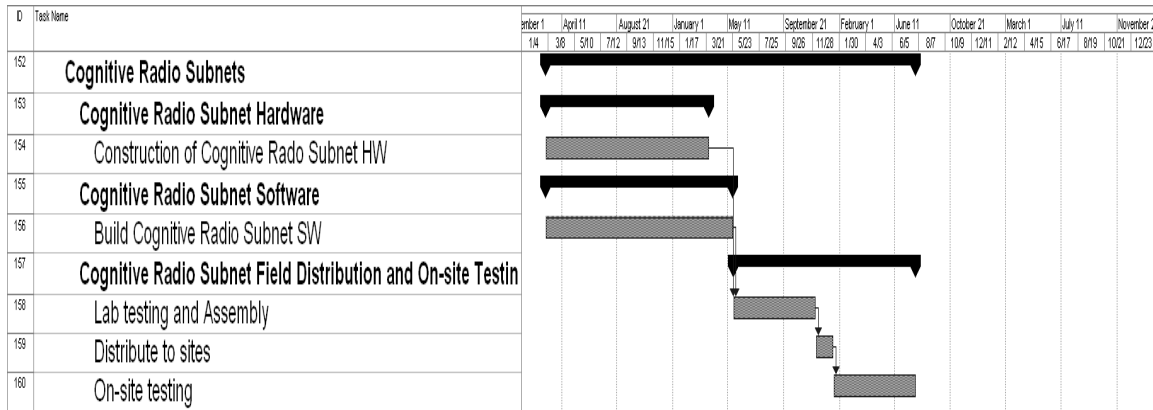 ID Task Name
ember 1 April 11 August 21 January 1 May 11 September 21 February 1 June 11 October 21 March 1 July 11 November 2
1/4 3/8 5/10 7/12 9/13 11/15 1/17 3/21 5/23 7/25 9/26 11/28 1/30 4/3 6/5 8/7 10/9 12/11 2/12 4/15 6/17 8/19 10/21 12/23
152 Cognitive Radio Subnets
153 Cognitive Radio Subnet Hardware
154 Construction of Cognitive Rado Subnet HW
155 Cognitive Radio Subnet Software
156 Build Cognitive Radio Subnet SW
157 Cognitive Radio Subnet Field Distribution and On-site Testin
158 Lab testing and Assembly
159 Distribute to sites
160 On-site testing